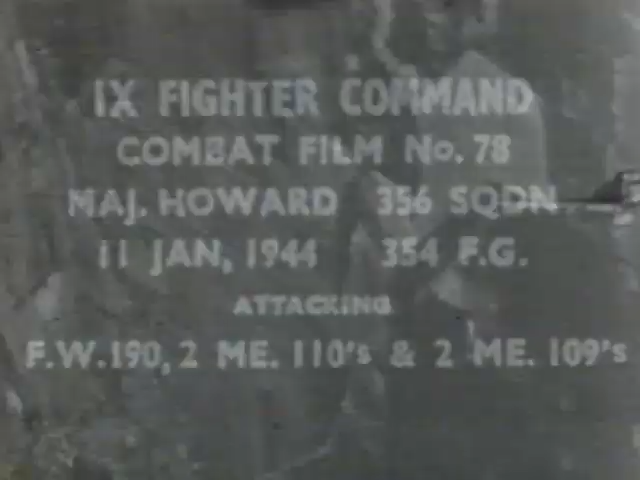 IX FIGHTER COMMAND
COMBAT FILM No. 78
MAJ. HOWARD 356 SQDN
11 JAN, 1944 354 F.G.
ATTACKING
F.W.190, 2 ME. 110's & 2 ME. 109's